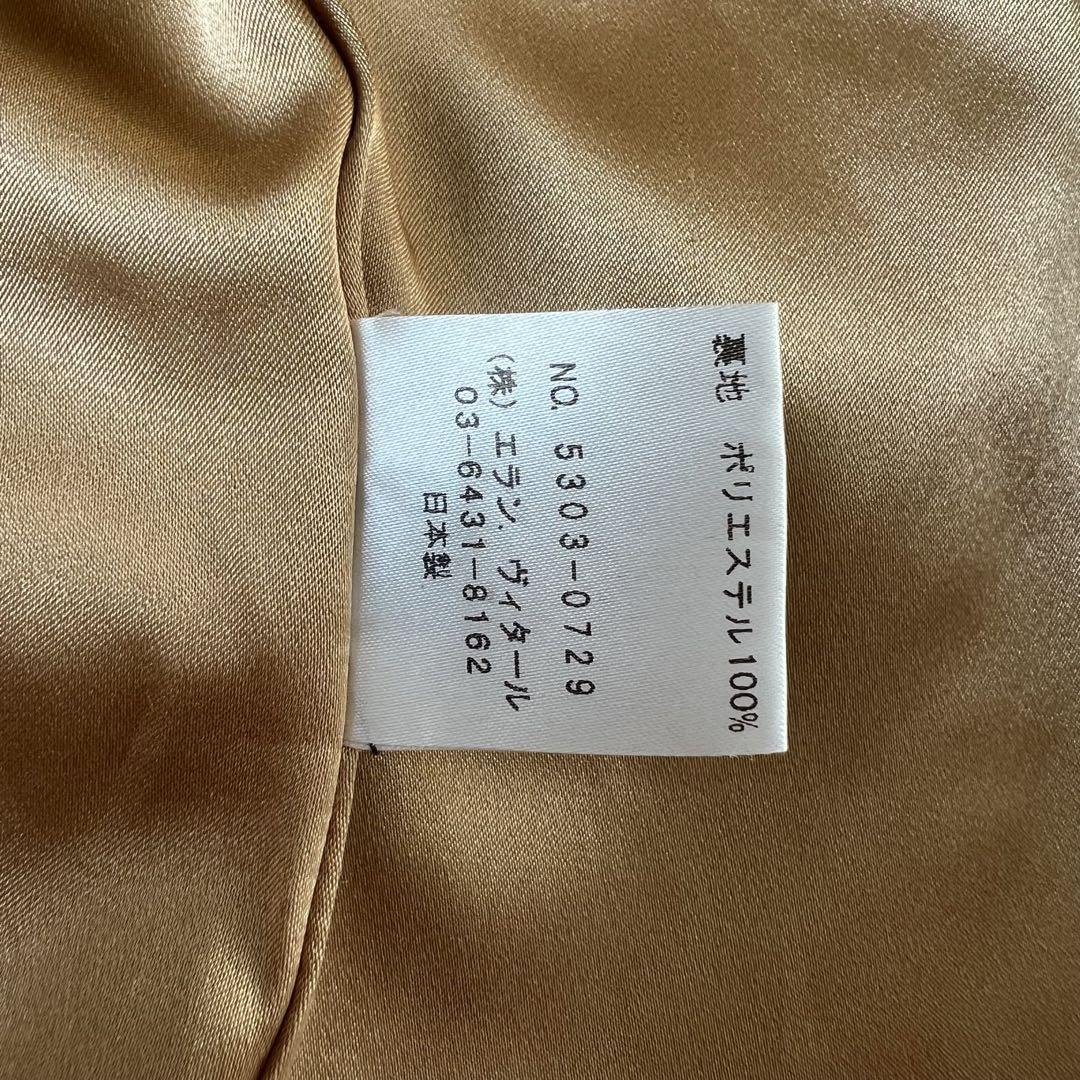 裏地 ポリエステル100%
NO. 5303-0729
(株)エラン.ヴィタール
03-6431-8162
日本製